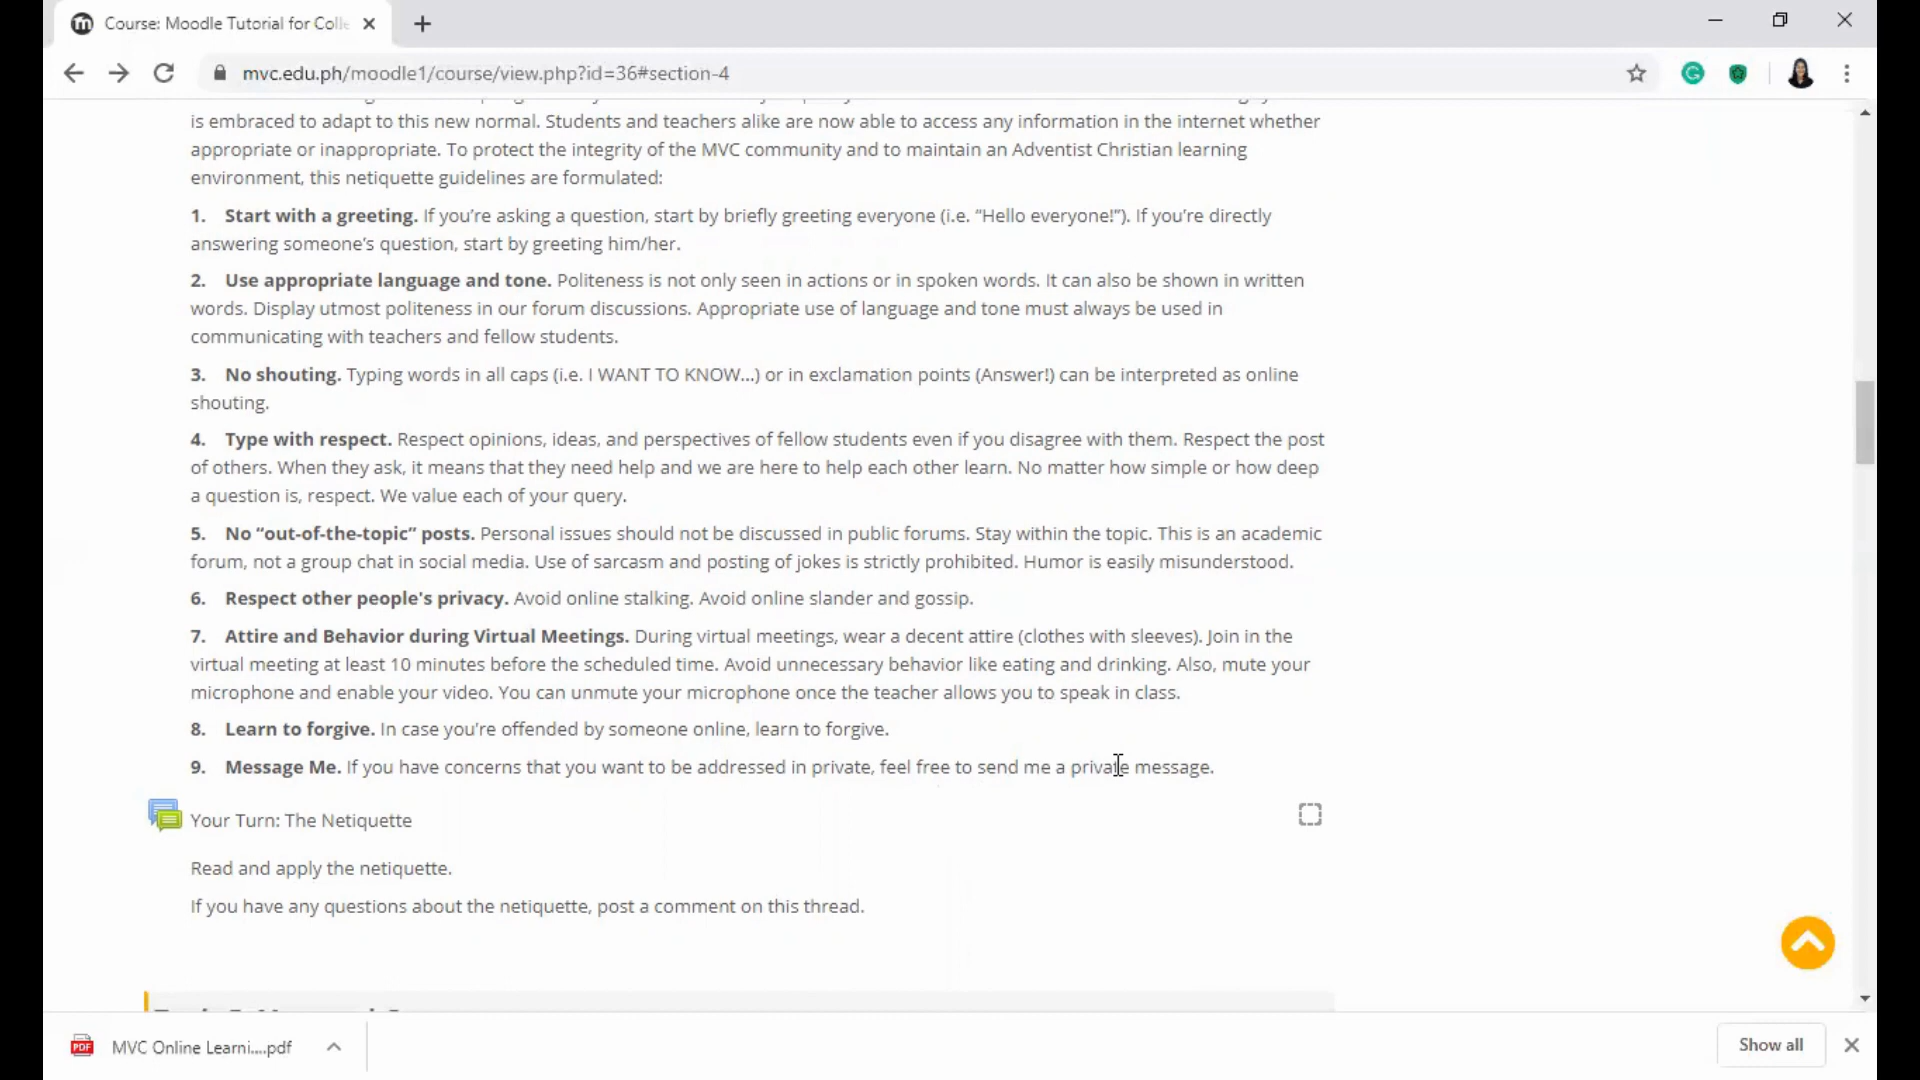 Course: Moodle Tutorial for Colle
mvc.edu.ph/moodle1/course/view.php?id=36#section-4
is embraced to adapt to this new normal. Students and teachers alike are now able to access any information in the internet whether
appropriate or inappropriate. To protect the integrity of the MVC community and to maintain an Adventist Christian learning
environment, this netiquette guidelines are formulated:
1. Start with a greeting. If you’re asking a question, start by briefly greeting everyone (i.e. “Hello everyone!”). If you’re directly
answering someone’s question, start by greeting him/her.
2. Use appropriate language and tone. Politeness is not only seen in actions or in spoken words. It can also be shown in written
words. Display utmost politeness in our forum discussions. Appropriate use of language and tone must always be used in
communicating with teachers and fellow students.
3. No shouting. Typing words in all caps (i.e. I WANT TO KNOW...) or in exclamation points (Answer!) can be interpreted as online
shouting.
4. Type with respect. Respect opinions, ideas, and perspectives of fellow students even if you disagree with them. Respect the post
of others. When they ask, it means that they need help and we are here to help each other learn. No matter how simple or how deep
a question is, respect. We value each of your query.
5. No “out-of-the-topic” posts. Personal issues should not be discussed in public forums. Stay within the topic. This is an academic
forum, not a group chat in social media. Use of sarcasm and posting of jokes is strictly prohibited. Humor is easily misunderstood.
6. Respect other people's privacy. Avoid online stalking. Avoid online slander and gossip.
7. Attire and Behavior during Virtual Meetings. During virtual meetings, wear a decent attire (clothes with sleeves). Join in the
virtual meeting at least 10 minutes before the scheduled time. Avoid unnecessary behavior like eating and drinking. Also, mute your
microphone and enable your video. You can unmute your microphone once the teacher allows you to speak in class.
8. Learn to forgive. In case you’re offended by someone online, learn to forgive.
9. Message Me. If you have concerns that you want to be addressed in private, feel free to send me a private message.
Your Turn: The Netiquette
Read and apply the netiquette.
If you have any questions about the netiquette, post a comment on this thread.
MVC Online Learni....pdf
Show all